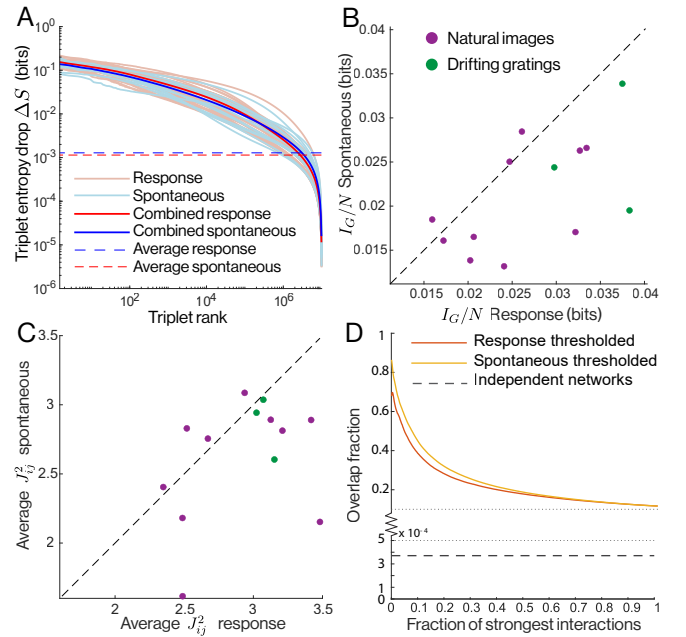 A
Triplet entropy drop ΔS (bits)
10^0
10^-1
10^-2
10^-3
10^-4
10^-5
10^-6
Response
Spontaneous
Combined response
Combined spontaneous
Average response
Average spontaneous
10^2
10^4
10^6
Triplet rank
B
I_G/N Spontaneous (bits)
0.04
0.035
0.03
0.025
0.02
0.015
Natural images
Drifting gratings
0.015
0.02
0.025
0.03
0.035
0.04
I_G/N Response (bits)
C
Average J_ij^2 spontaneous
3.5
3
2.5
2
2
2.5
3
3.5
Average J_ij^2 response
D
Overlap fraction
1
0.8
0.6
0.4
0.2
x 10^-4
5
4
3
2
1
0
Response thresholded
Spontaneous thresholded
Independent networks
0
0.1
0.2
0.3
0.4
0.5
0.6
0.7
0.8
0.9
1
Fraction of strongest interactions